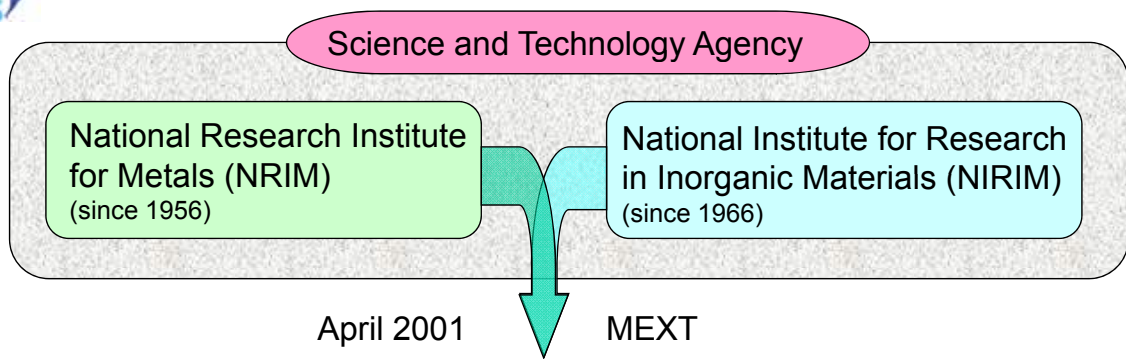 Science and Technology Agency
National Research Institute
for Metals (NRIM)
(since 1956)
National Institute for Research
in Inorganic Materials (NIRIM)
(since 1966)
April 2001
MEXT